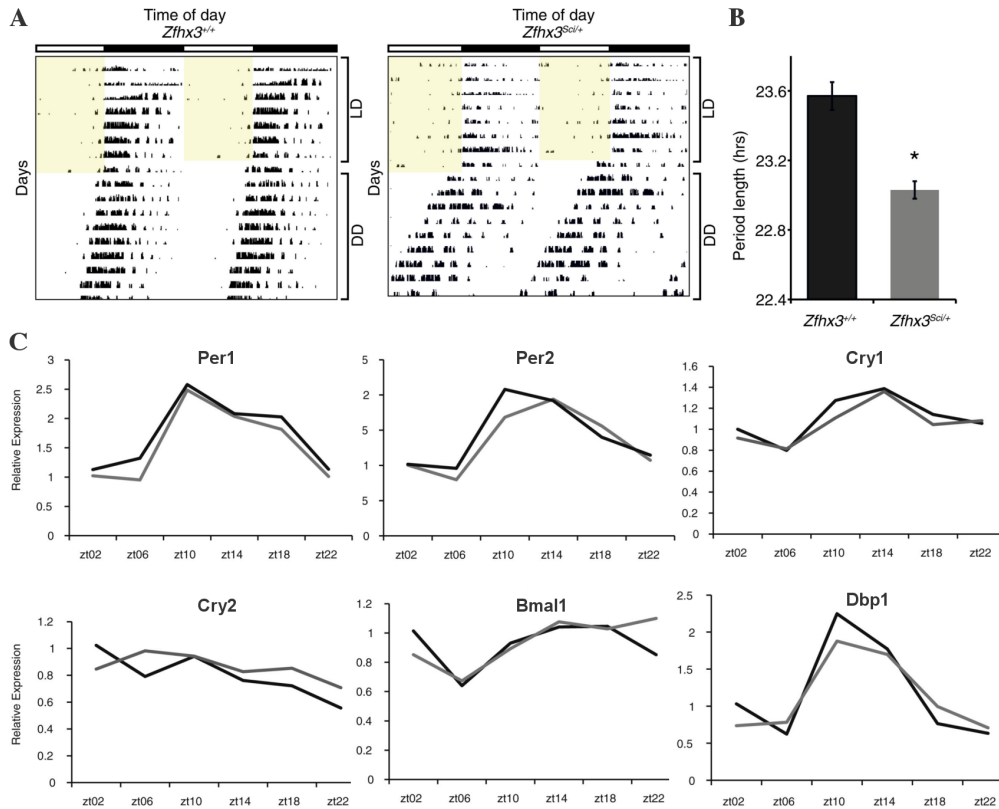 A
Time of day
Zfhx3+/+
Time of day
Zfhx3Sci/+
B
Days
LD
DD
Days
LD
DD
Period length (hrs)
23.6
23.2
22.8
22.4
*
Zfhx3+/+
Zfhx3Sci/+
C
Per1
Relative Expression
3
2.5
2
1.5
1
0.5
0
zt02 zt06 zt10 zt14 zt18 zt22
Per2
5
2
5
1
5
0
zt02 zt06 zt10 zt14 zt18 zt22
Cry1
1.6
1.4
1.2
1.0
0.8
0.6
0.4
0.2
0
zt02 zt06 zt10 zt14 zt18 zt22
Cry2
Relative Expression
1.2
1
0.8
0.6
0.4
0.2
0
zt02 zt06 zt10 zt14 zt18 zt22
Bmal1
1.2
1
0.8
0.6
0.4
0.2
0
zt02 zt06 zt10 zt14 zt18 zt22
Dbp1
2.5
2
1.5
1
0.5
0
zt02 zt06 zt10 zt14 zt18 zt22